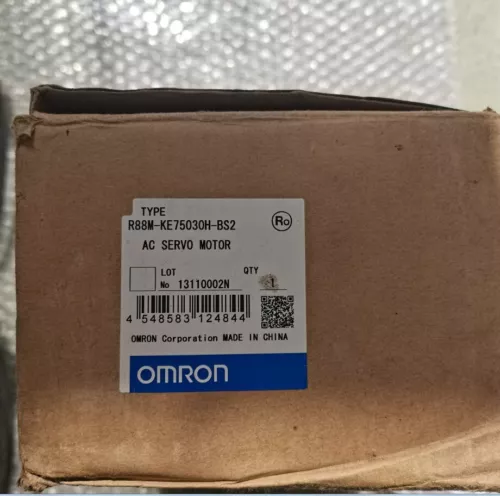 TYPE
R88M-KE75030H-BS2
Ro
AC SERVO MOTOR
LOT
No 13110002N
QTY
1
4 548583 124844
OMRON Corporation MADE IN CHINA
OMRON